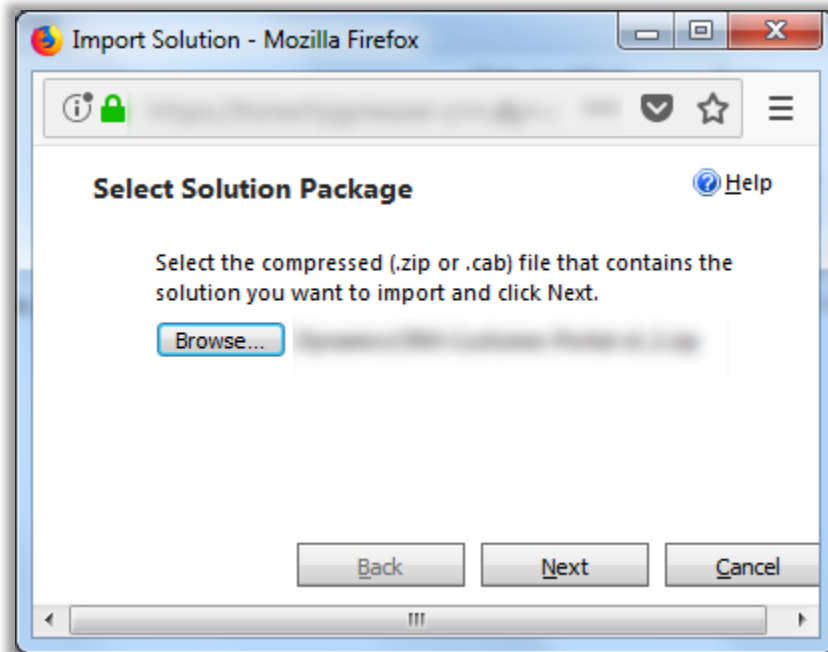 Import Solution - Mozilla Firefox
Select Solution Package
Help
Select the compressed (.zip or .cab) file that contains the
solution you want to import and click Next.
Browse...
Back
Next
Cancel